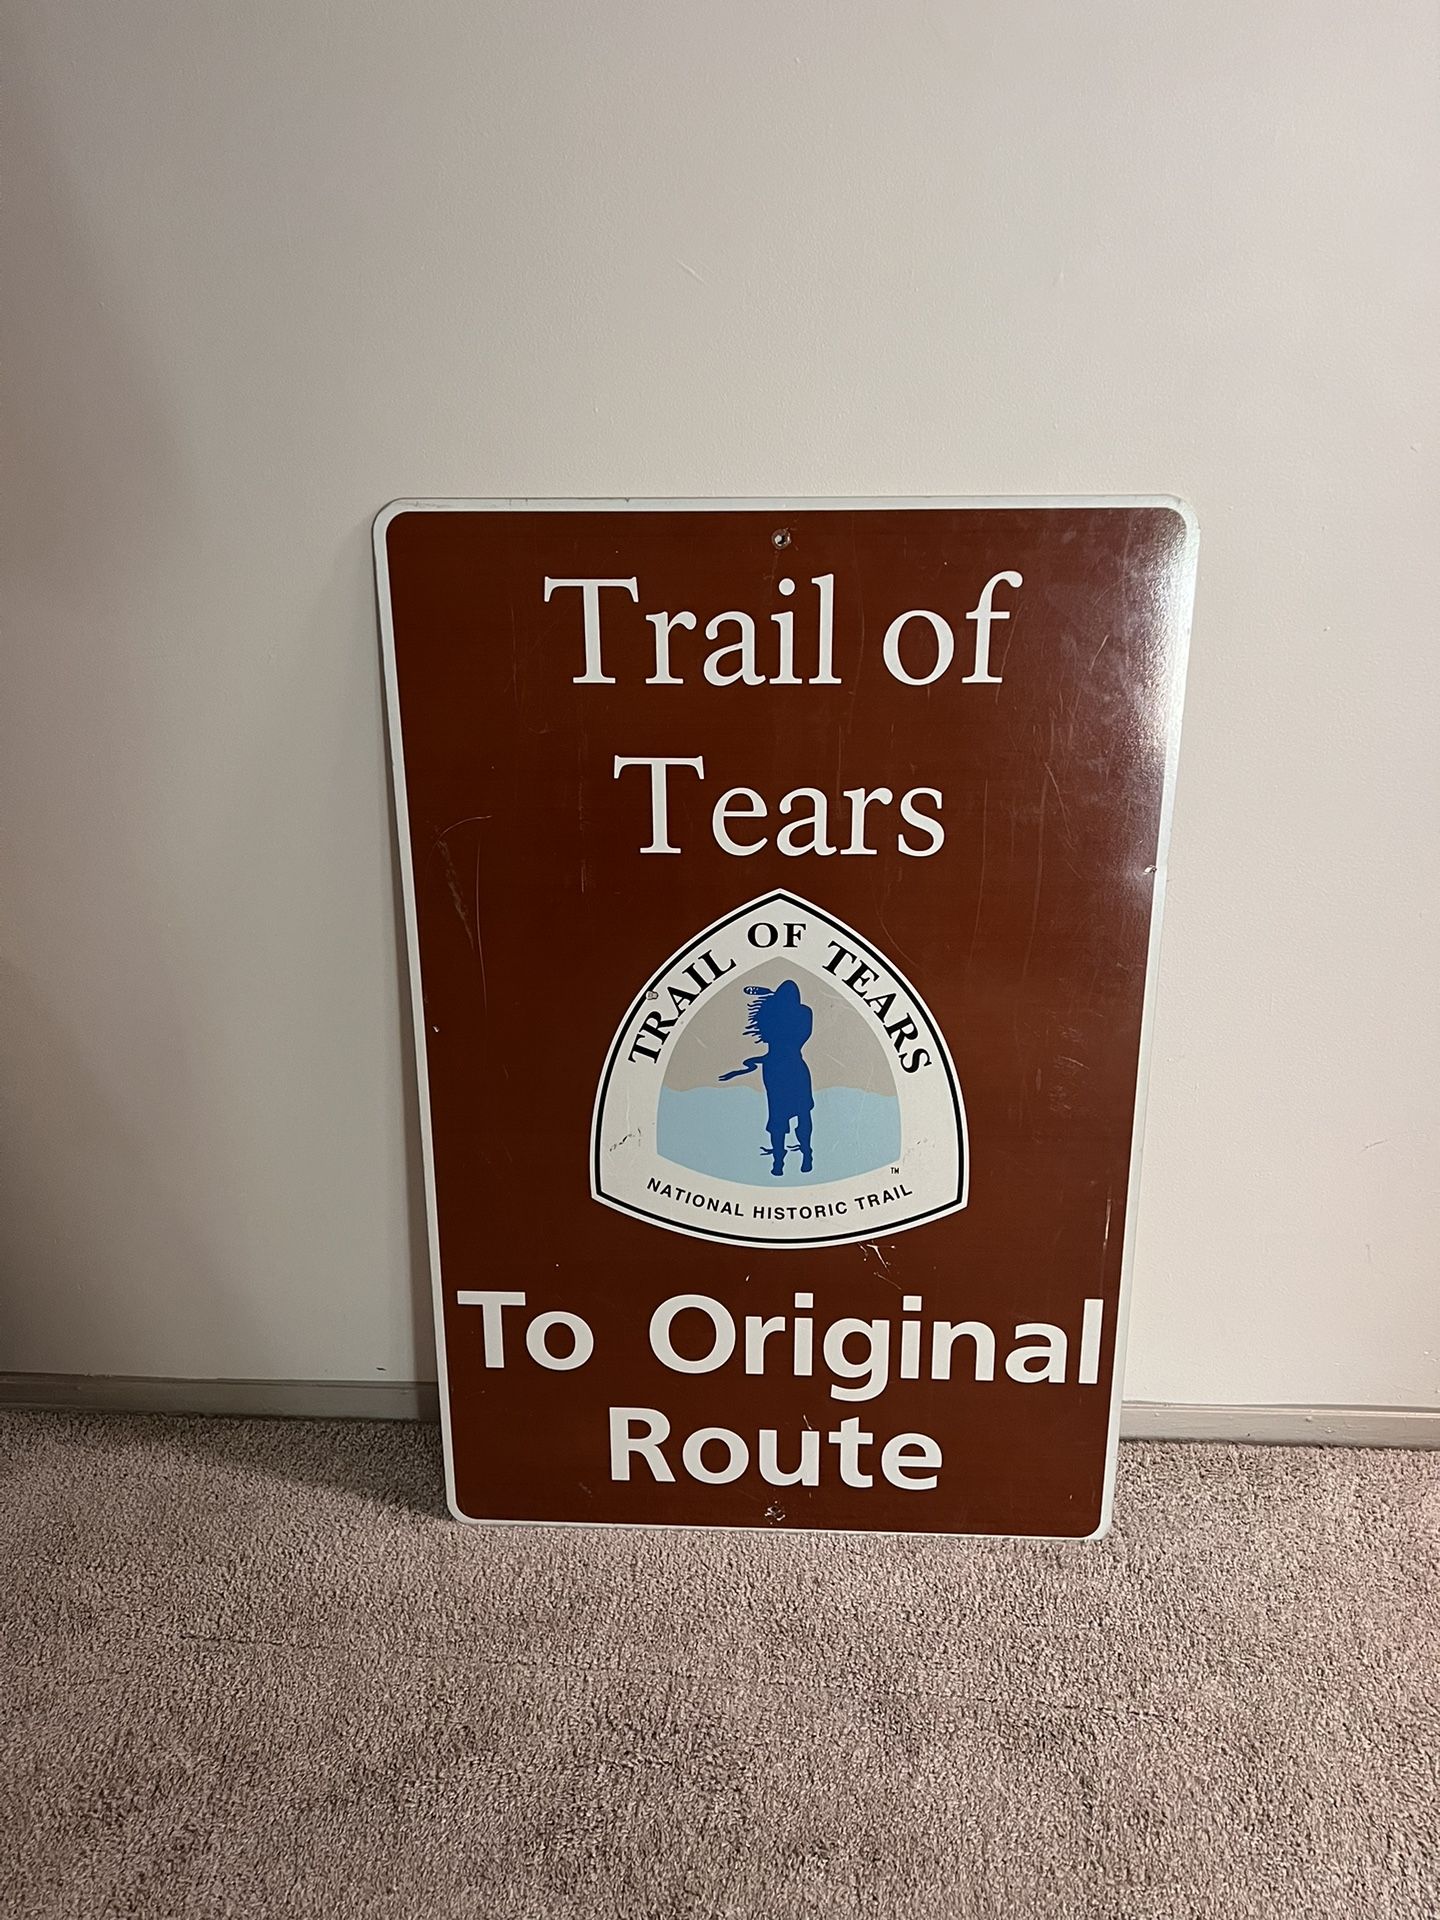 Trail of
Tears
TRAIL OF TEARS
TM
NATIONAL HISTORIC TRAIL
To Original
Route